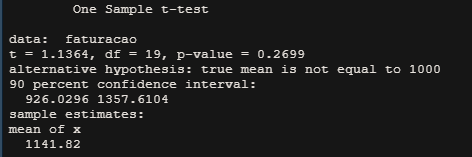 One Sample t-test
data:  faturacao
t = 1.1364, df = 19, p-value = 0.2699
alternative hypothesis: true mean is not equal to 1000
90 percent confidence interval:
926.0296 1357.6104
sample estimates:
mean of x
1141.82